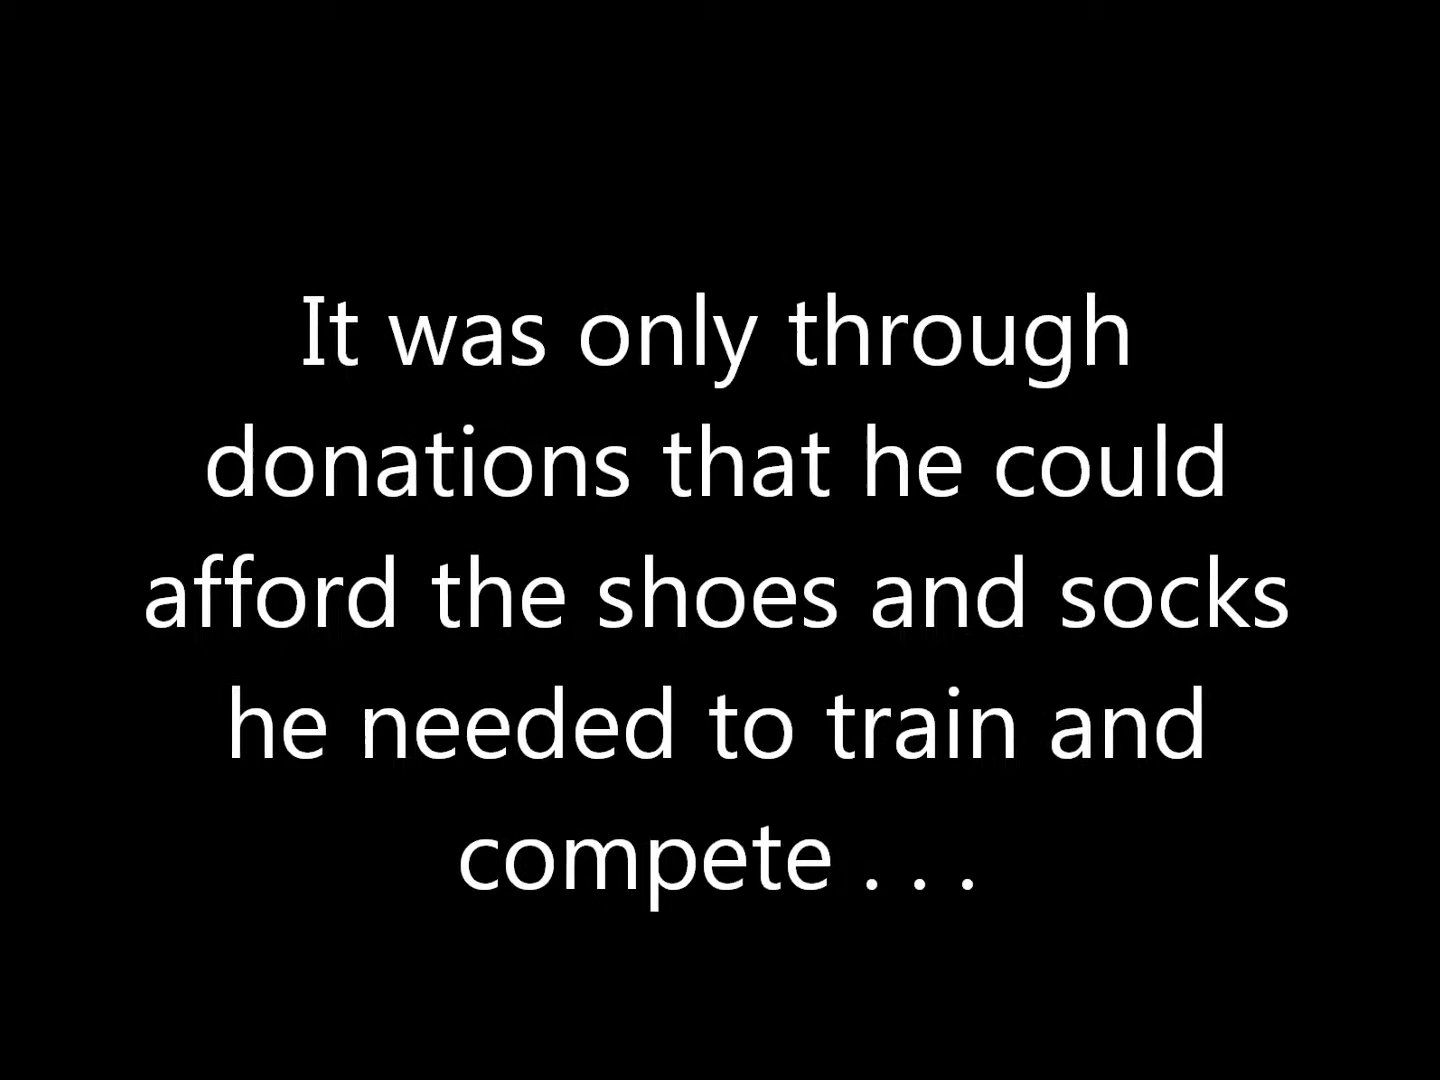 It was only through
donations that he could
afford the shoes and socks
he needed to train and
compete . . .